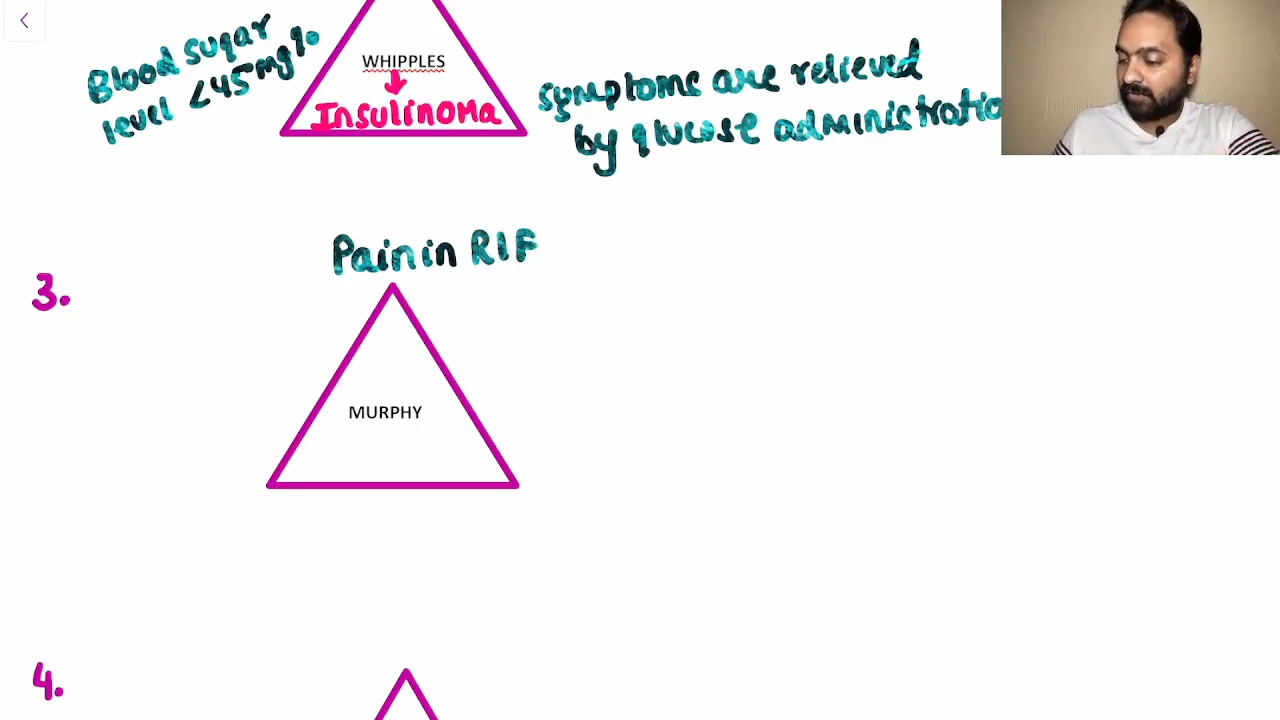 Blood sugar
level <45mg%
WHIPPLES
Insulinoma
symptoms are relieved
by glucose administratio
Pain in RIF
3.
MURPHY
4.